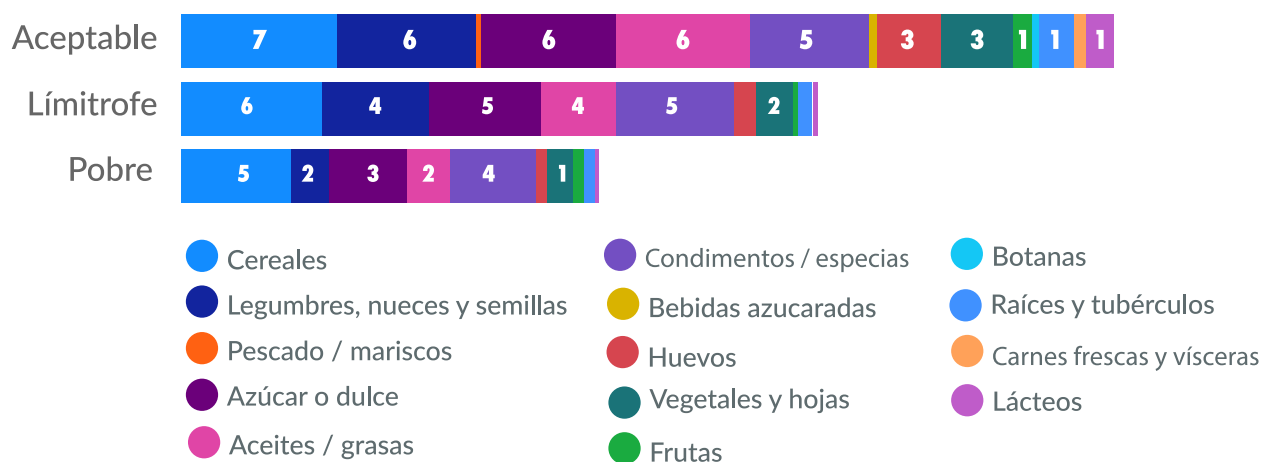 Aceptable 7 6 6 6 5 3 3 1 1 1
Límitrofe 6 4 5 4 5 2
Pobre 5 2 3 2 4 1
Cereales
Legumbres, nueces y semillas
Pescado / mariscos
Azúcar o dulce
Aceites / grasas
Condimentos / especias
Bebidas azucaradas
Huevos
Vegetales y hojas
Frutas
Botanas
Raíces y tubérculos
Carnes frescas y vísceras
Lácteos